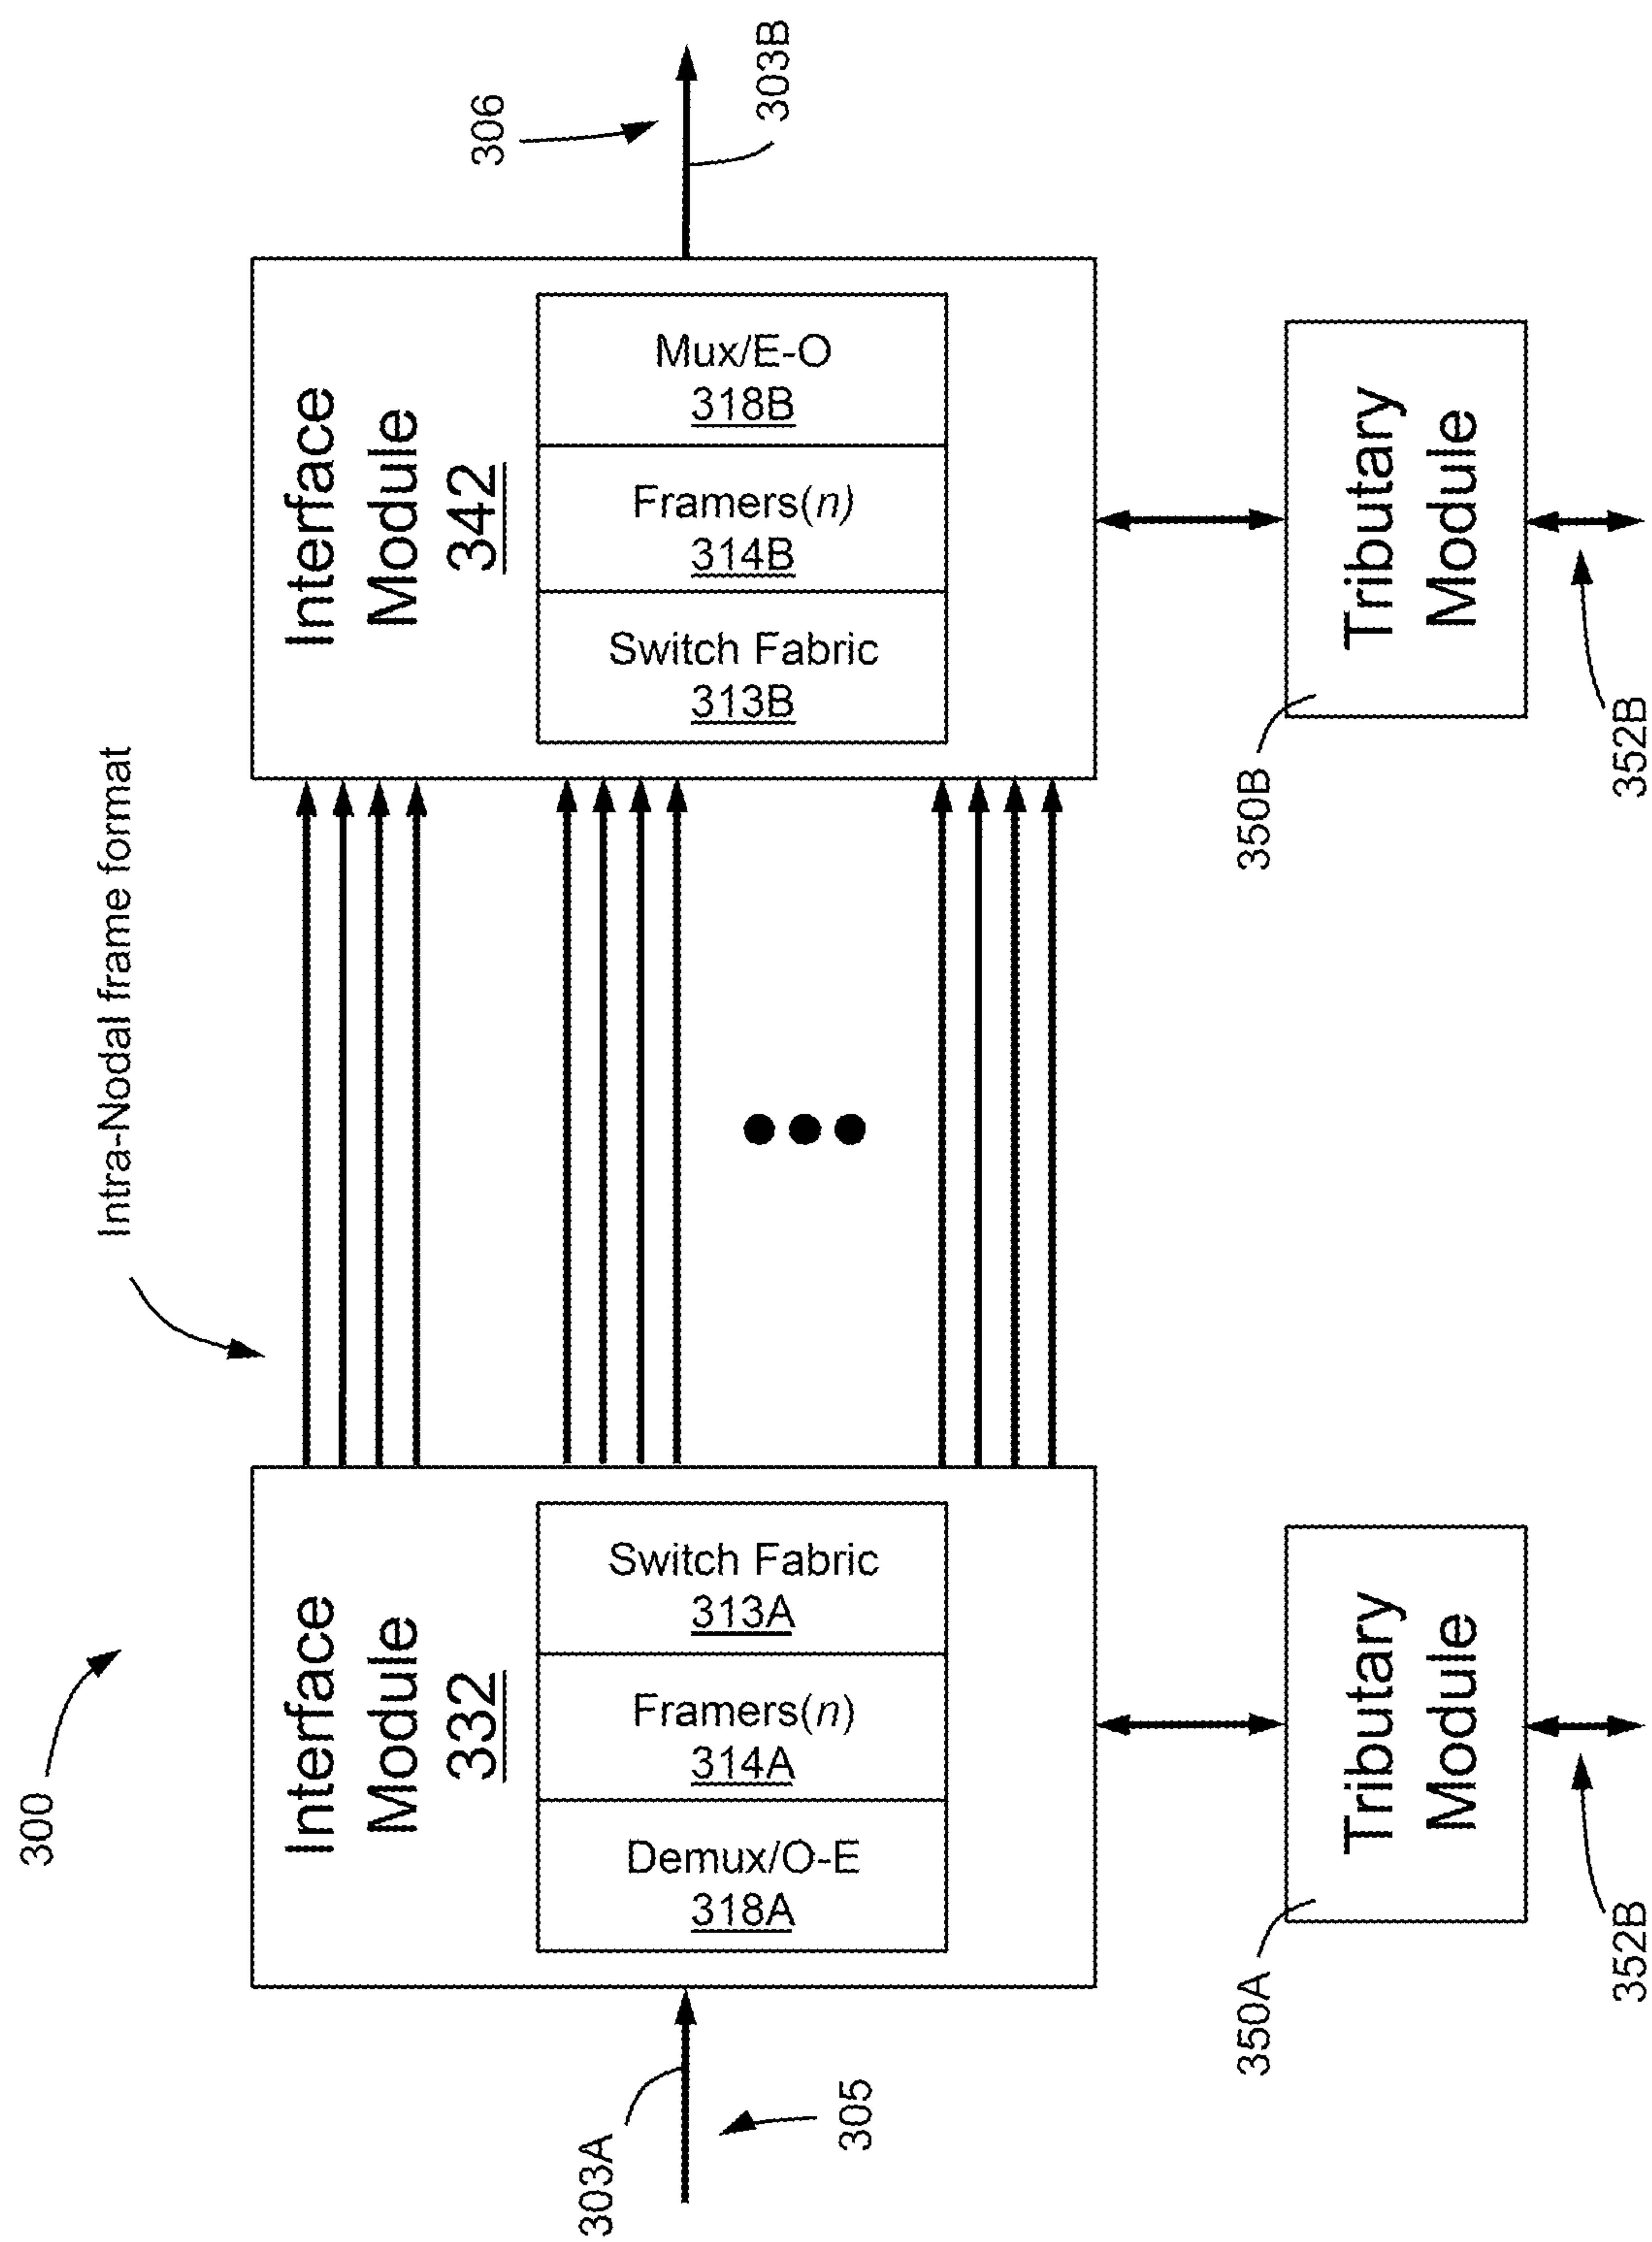 300
Intra-Nodal frame format
Interface
Module
332
Demux/O-E
318A
Framers(n)
314A
Switch Fabric
313A
Interface
Module
342
Switch Fabric
313B
Framers(n)
314B
Mux/E-O
318B
303A
305
306
303B
350A
Tributary
Module
352B
350B
Tributary
Module
352B